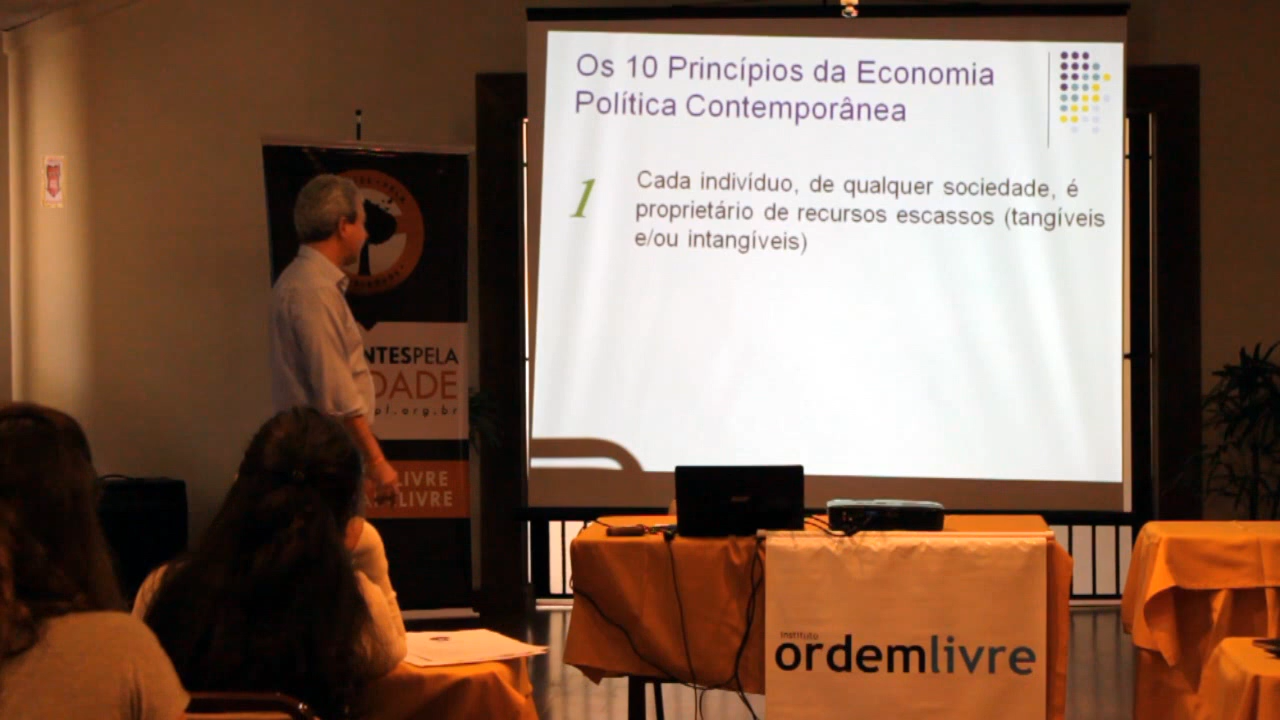 Os 10 Princípios da Economia
Política Contemporânea
1
Cada indivíduo, de qualquer sociedade, é
proprietário de recursos escassos (tangíveis
e/ou intangíveis)
NTESPELA
DADE
pl.org.br
LIVRE
LIVRE
instituto
ordemlivre